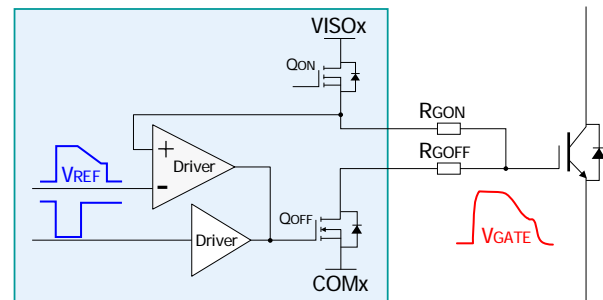 VISOx
QON
RGON
+
Driver
VREF
-
RGOFF
QOFF
Driver
VGATE
COMx